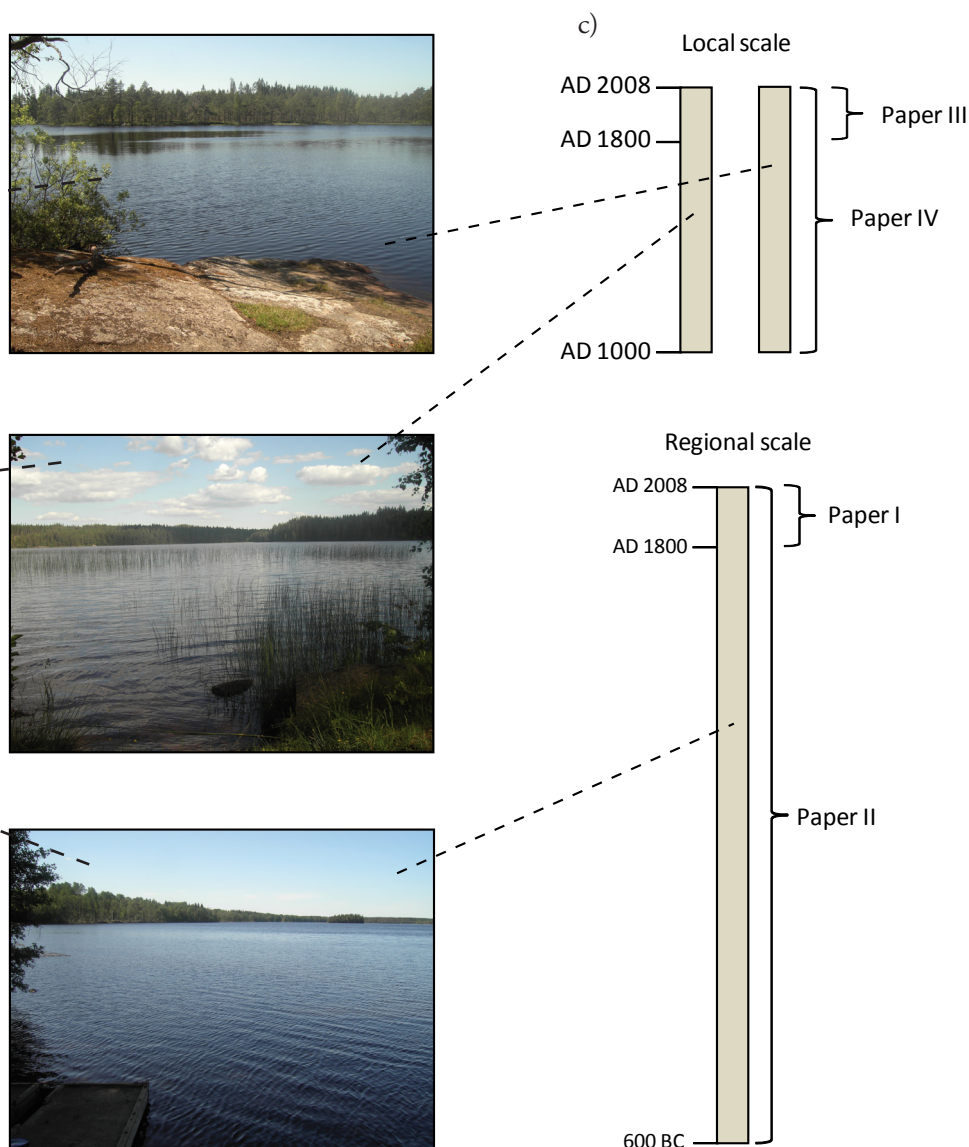 c)
Local scale
AD 2008
Paper III
AD 1800
Paper IV
AD 1000
Regional scale
AD 2008
Paper I
AD 1800
Paper II
600 BC